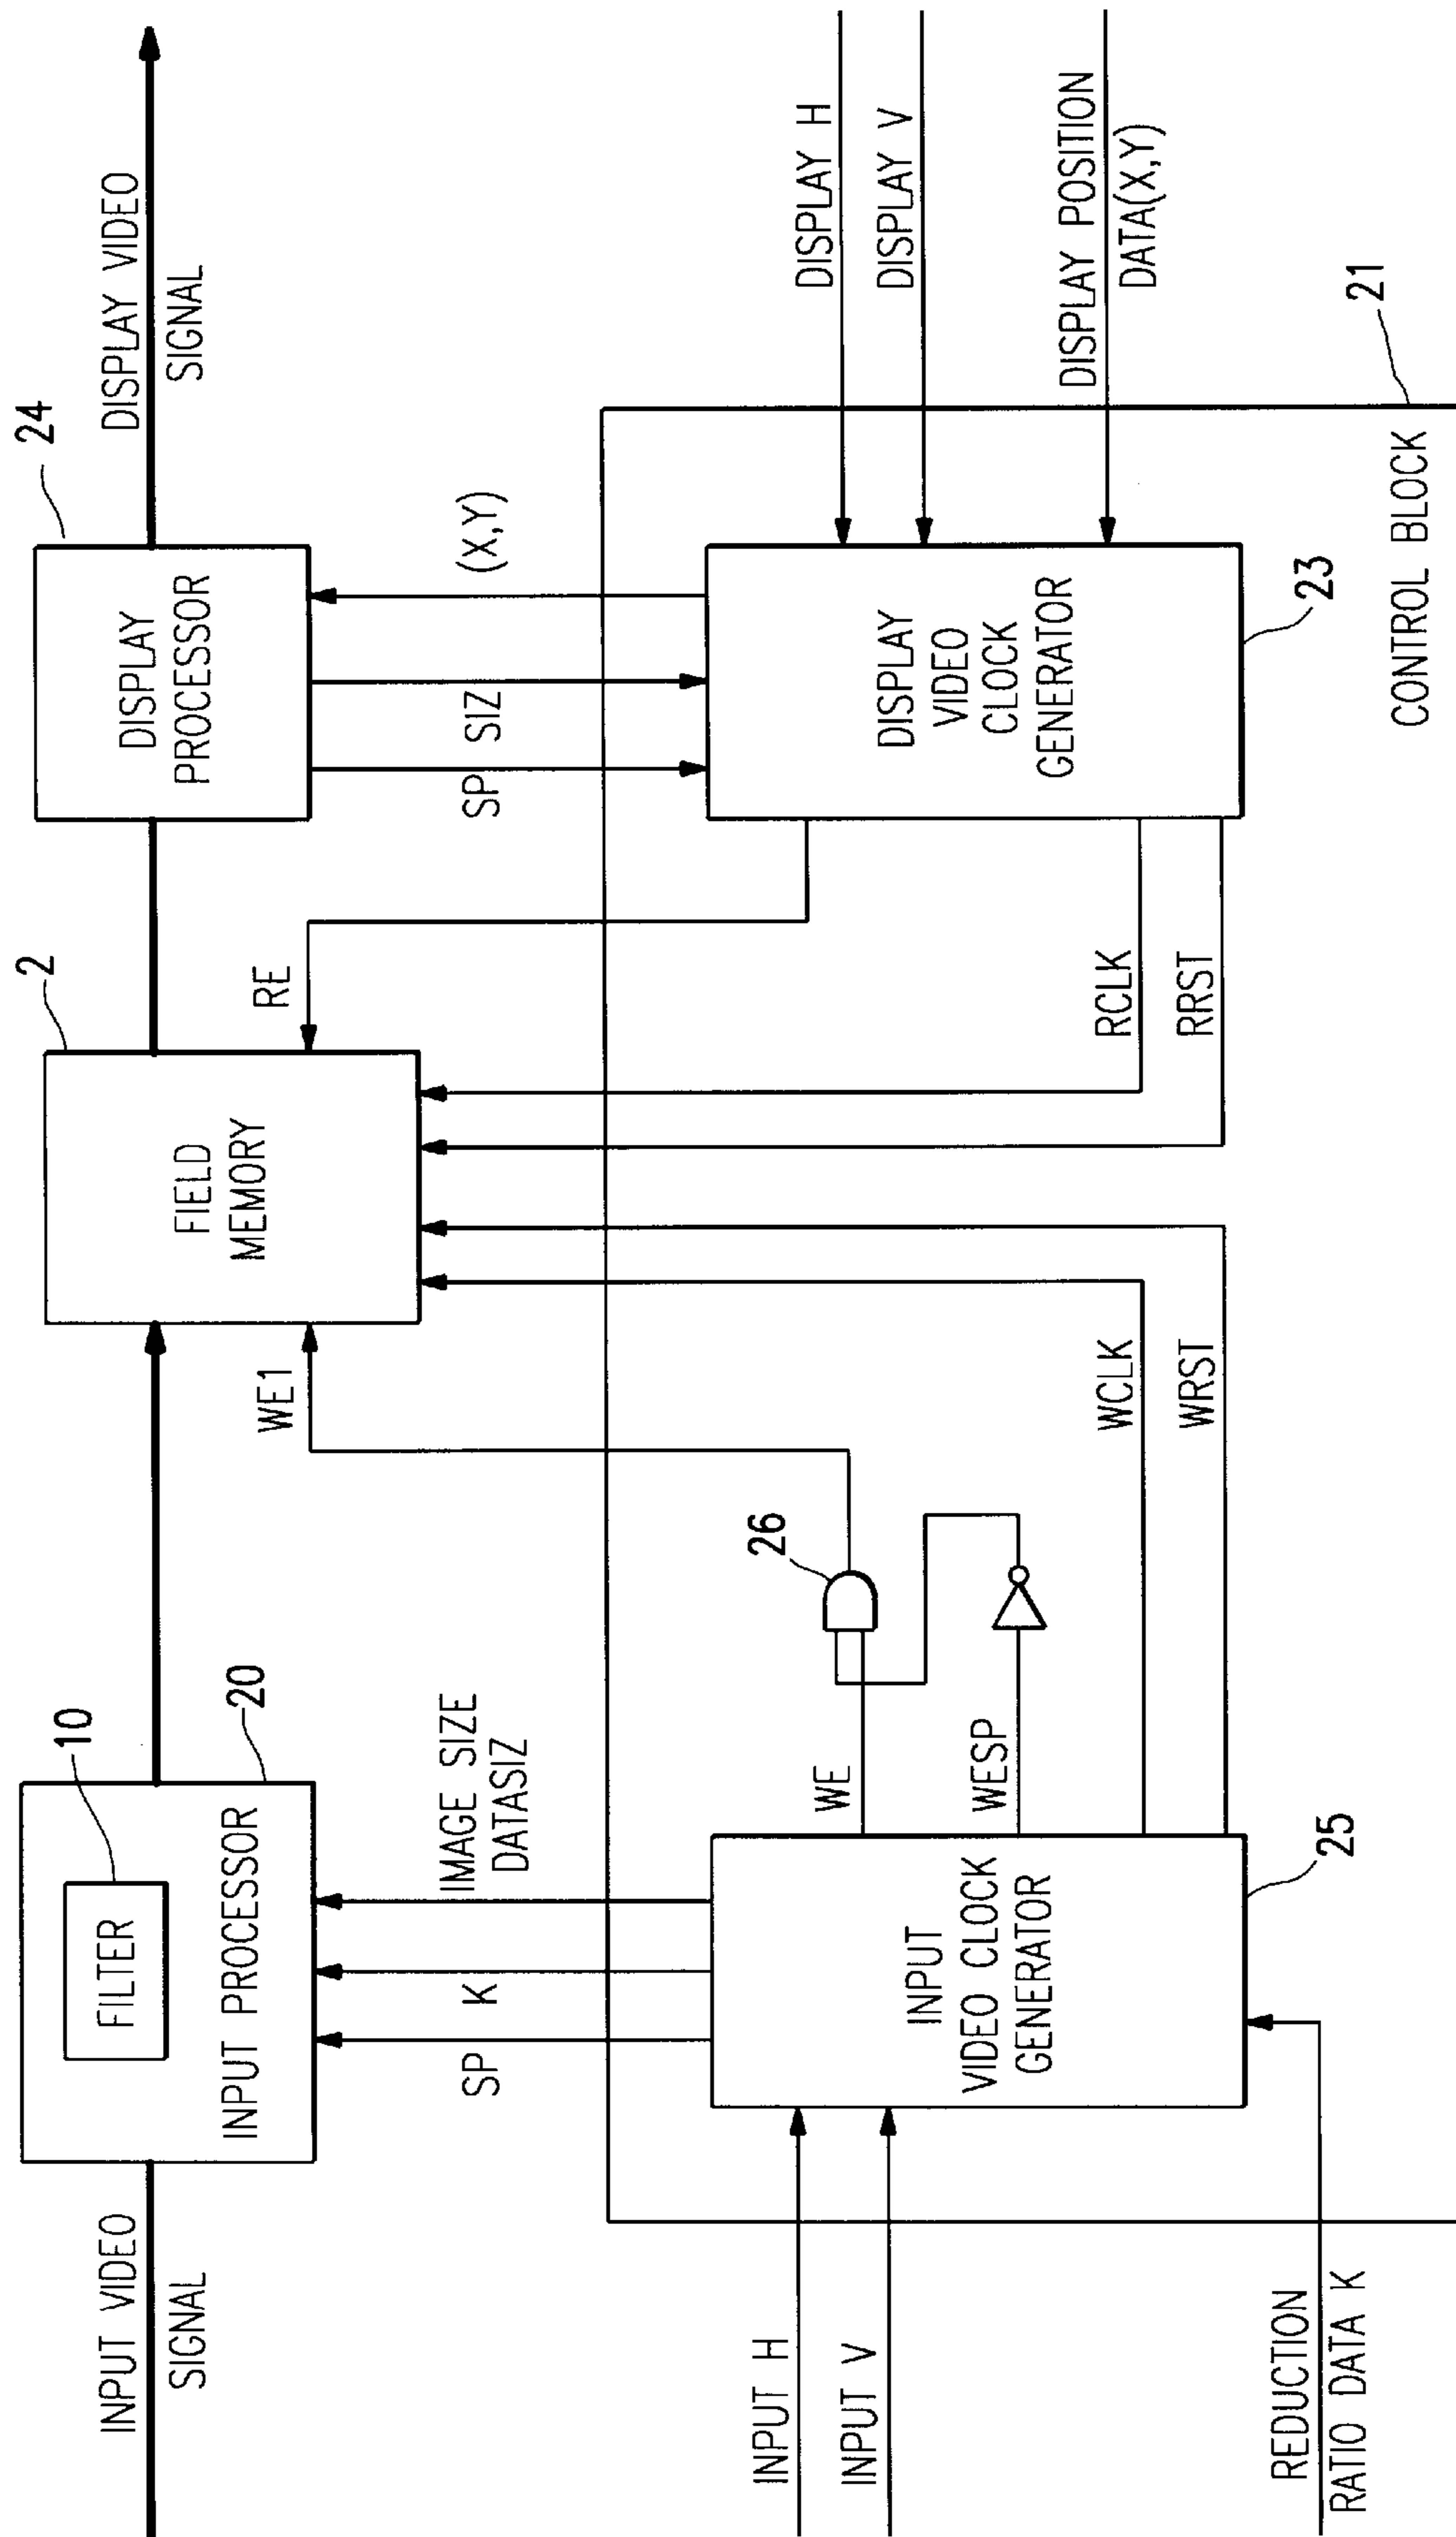 INPUT VIDEO
SIGNAL
10
FILTER
INPUT PROCESSOR
20
2
FIELD
MEMORY
24
DISPLAY
PROCESSOR
DISPLAY VIDEO
SIGNAL
SP
K
IMAGE SIZE
DATASIZ
WE1
RE
SP
SIZ
(X,Y)
INPUT H
INPUT V
INPUT
VIDEO CLOCK
GENERATOR
25
WE
WESP
26
WCLK
WRST
RCLK
RRST
DISPLAY
VIDEO
CLOCK
GENERATOR
23
DISPLAY H
DISPLAY V
DISPLAY POSITION
DATA(X,Y)
REDUCTION
RATIO DATA K
CONTROL BLOCK
21